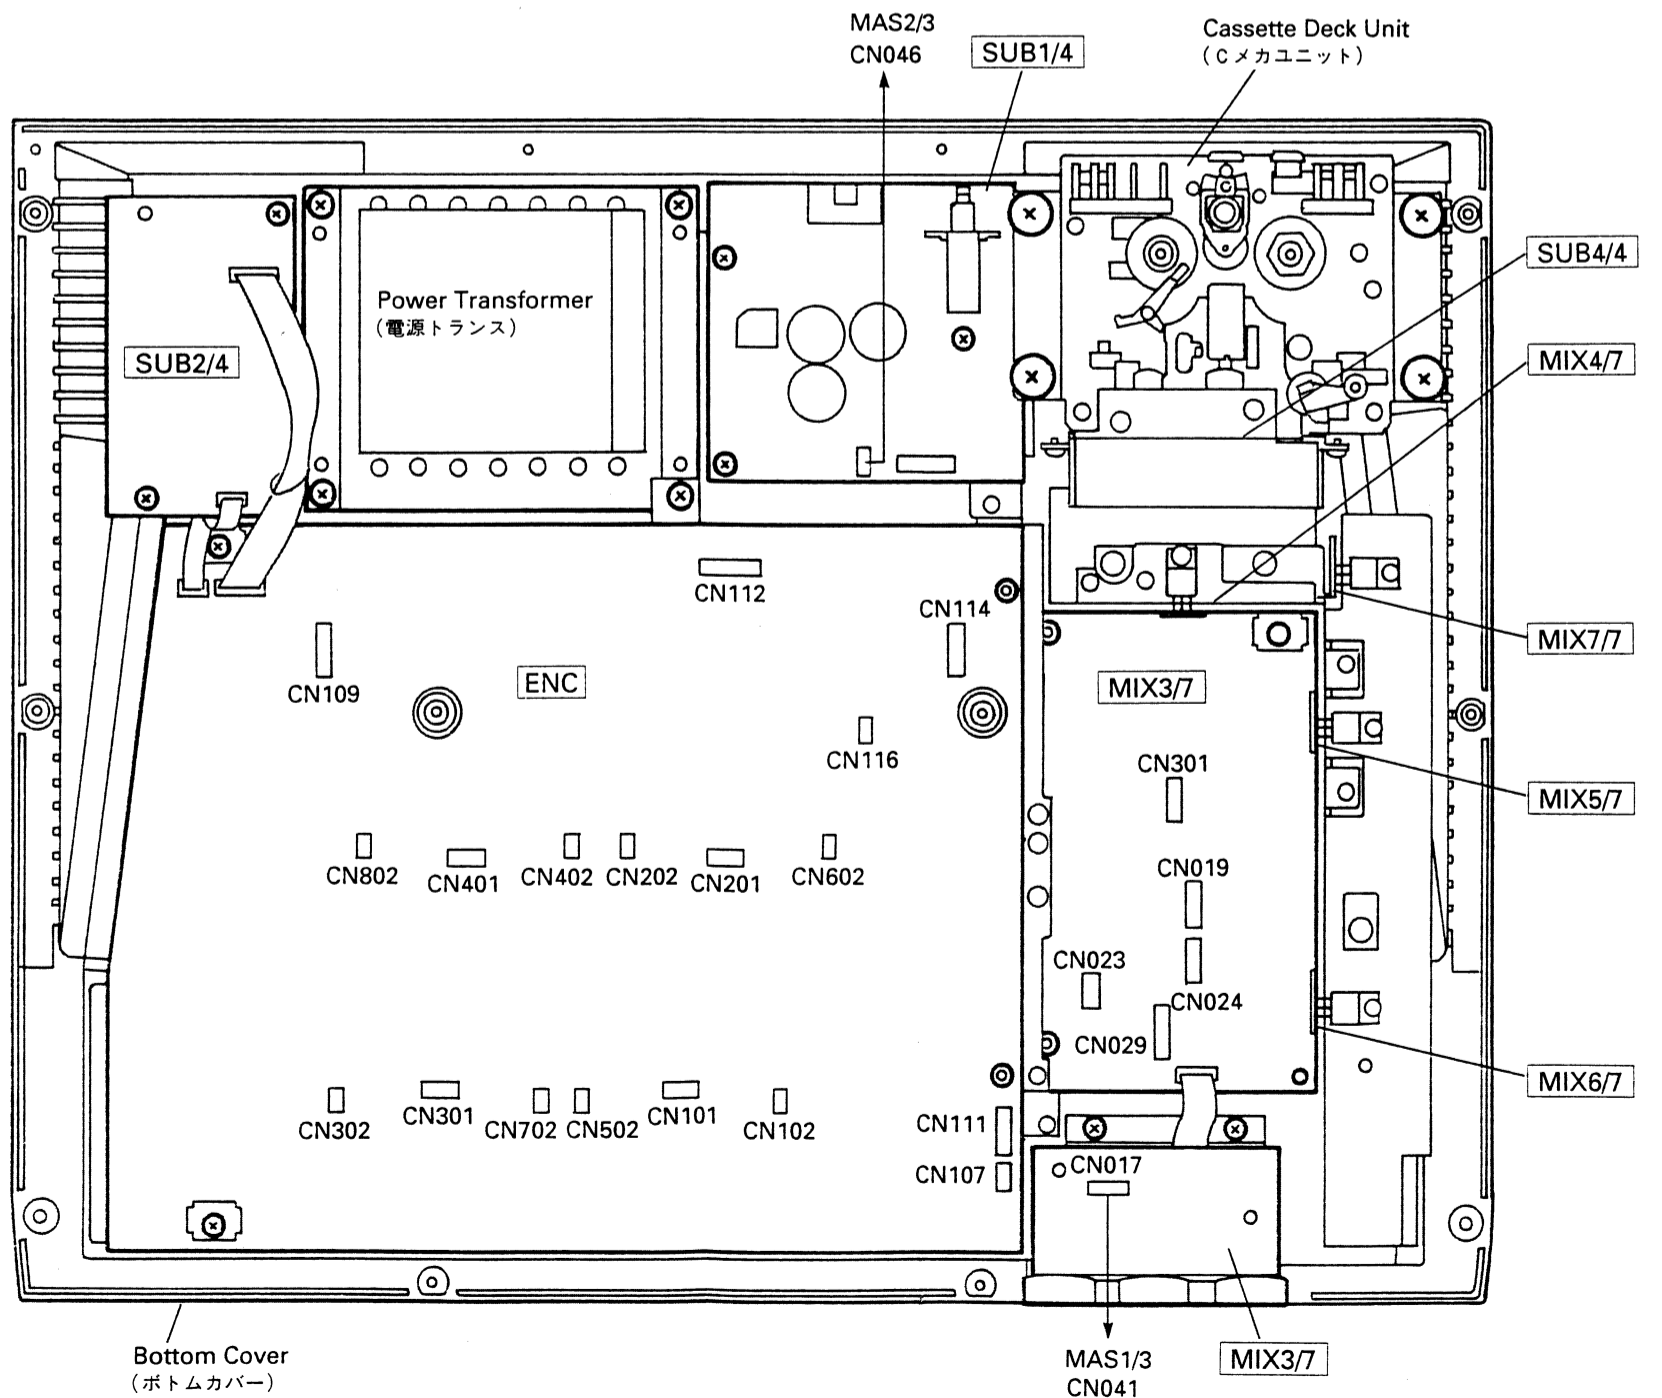 MAS2/3
CN046
SUB1/4
Cassette Deck Unit
(Cメカユニット)
SUB4/4
Power Transformer
(電源トランス)
SUB2/4
MIX4/7
CN112
CN114
MIX7/7
CN109
ENC
MIX3/7
CN116
CN301
MIX5/7
CN802
CN401
CN402
CN202
CN201
CN602
CN019
CN023
CN024
CN029
MIX6/7
CN302
CN301
CN702
CN502
CN101
CN102
CN111
CN107
CN017
Bottom Cover
(ボトムカバー)
MAS1/3
CN041
MIX3/7